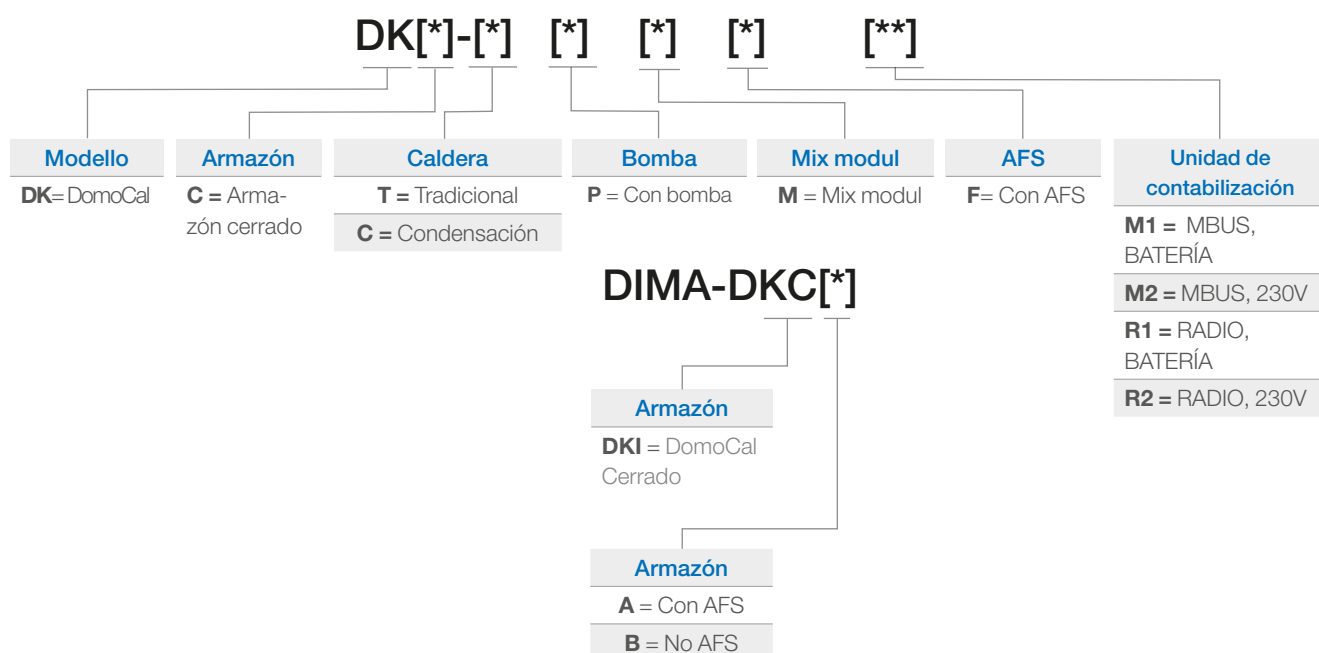 DK[*]-[*] [*] [*] [*] [**]
Modello
DK= DomoCal
Armazón
C = Arma-
zón cerrado
Caldera
T = Tradicional
C = Condensación
Bomba
P = Con bomba
Mix modul
M = Mix modul
AFS
F= Con AFS
Unidad de
contabilización
M1 = MBUS,
BATERÍA
M2 = MBUS, 230V
R1 = RADIO,
BATERÍA
R2 = RADIO, 230V
DIMA-DKC[*]
Armazón
DKI = DomoCal
Cerrado
Armazón
A = Con AFS
B = No AFS